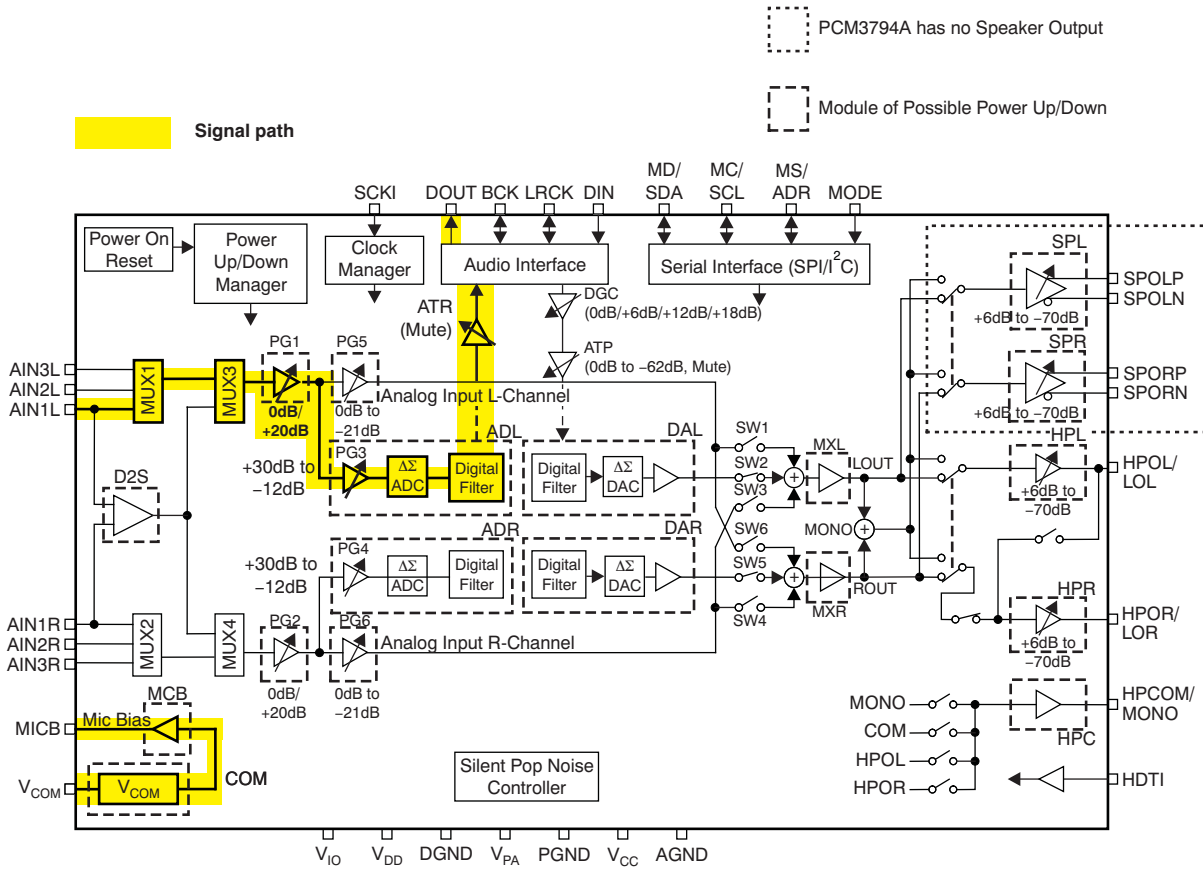 PCM3794A has no Speaker Output
Module of Possible Power Up/Down
Signal path
SCKI
DOUT
BCK
LRCK
DIN
MD/
SDA
MC/
SCL
MS/
ADR
MODE
Power On
Reset
Power
Up/Down
Manager
Clock
Manager
Audio Interface
Serial Interface (SPI/I²C)
SPL
SPOLP
SPOLN
+6dB to −70dB
SPR
SPORP
SPORN
+6dB to −70dB
ATR
(Mute)
DGC
(0dB/+6dB/+12dB/+18dB)
ATP
(0dB to −62dB, Mute)
AIN3L
AIN2L
AIN1L
MUX1
MUX3
PG1
0dB/
+20dB
PG5
0dB to
−21dB
Analog Input L-Channel
ADL
PG3
+30dB to
−12dB
ΔΣ
ADC
Digital
Filter
DAL
Digital
Filter
ΔΣ
DAC
SW1
SW2
SW3
SW6
SW5
SW4
MXL
LOUT
MONO
MXR
ROUT
HPL
+6dB to
−70dB
HPOL/
LOL
D2S
ADR
PG4
+30dB to
−12dB
ΔΣ
ADC
Digital
Filter
DAR
Digital
Filter
ΔΣ
DAC
AIN1R
AIN2R
AIN3R
MUX2
MUX4
PG2
0dB/
+20dB
PG6
0dB to
−21dB
Analog Input R-Channel
HPR
+6dB to
−70dB
HPOR/
LOR
MICB
Mic Bias
MCB
COM
VCOM
VCOM
Silent Pop Noise
Controller
MONO
COM
HPOL
HPOR
HPC
HPCOM/
MONO
HDTI
VIO
VDD
DGND
VPA
PGND
VCC
AGND